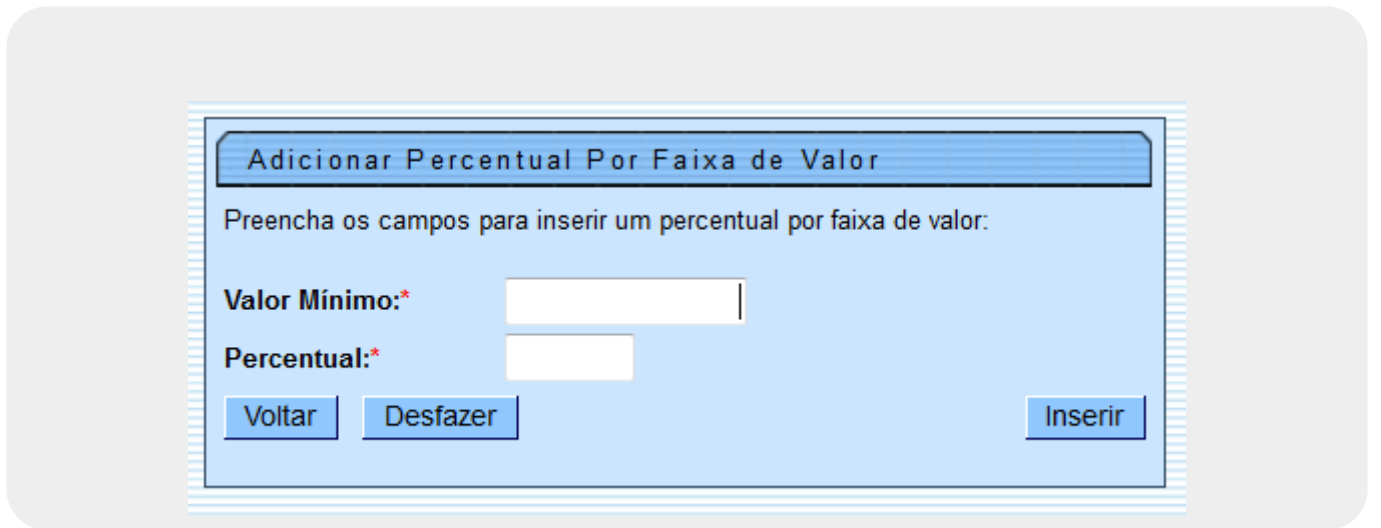 Adicionar Percentual Por Faixa de Valor
Preencha os campos para inserir um percentual por faixa de valor:
Valor Mínimo:*
Percentual:*
Voltar Desfazer Inserir